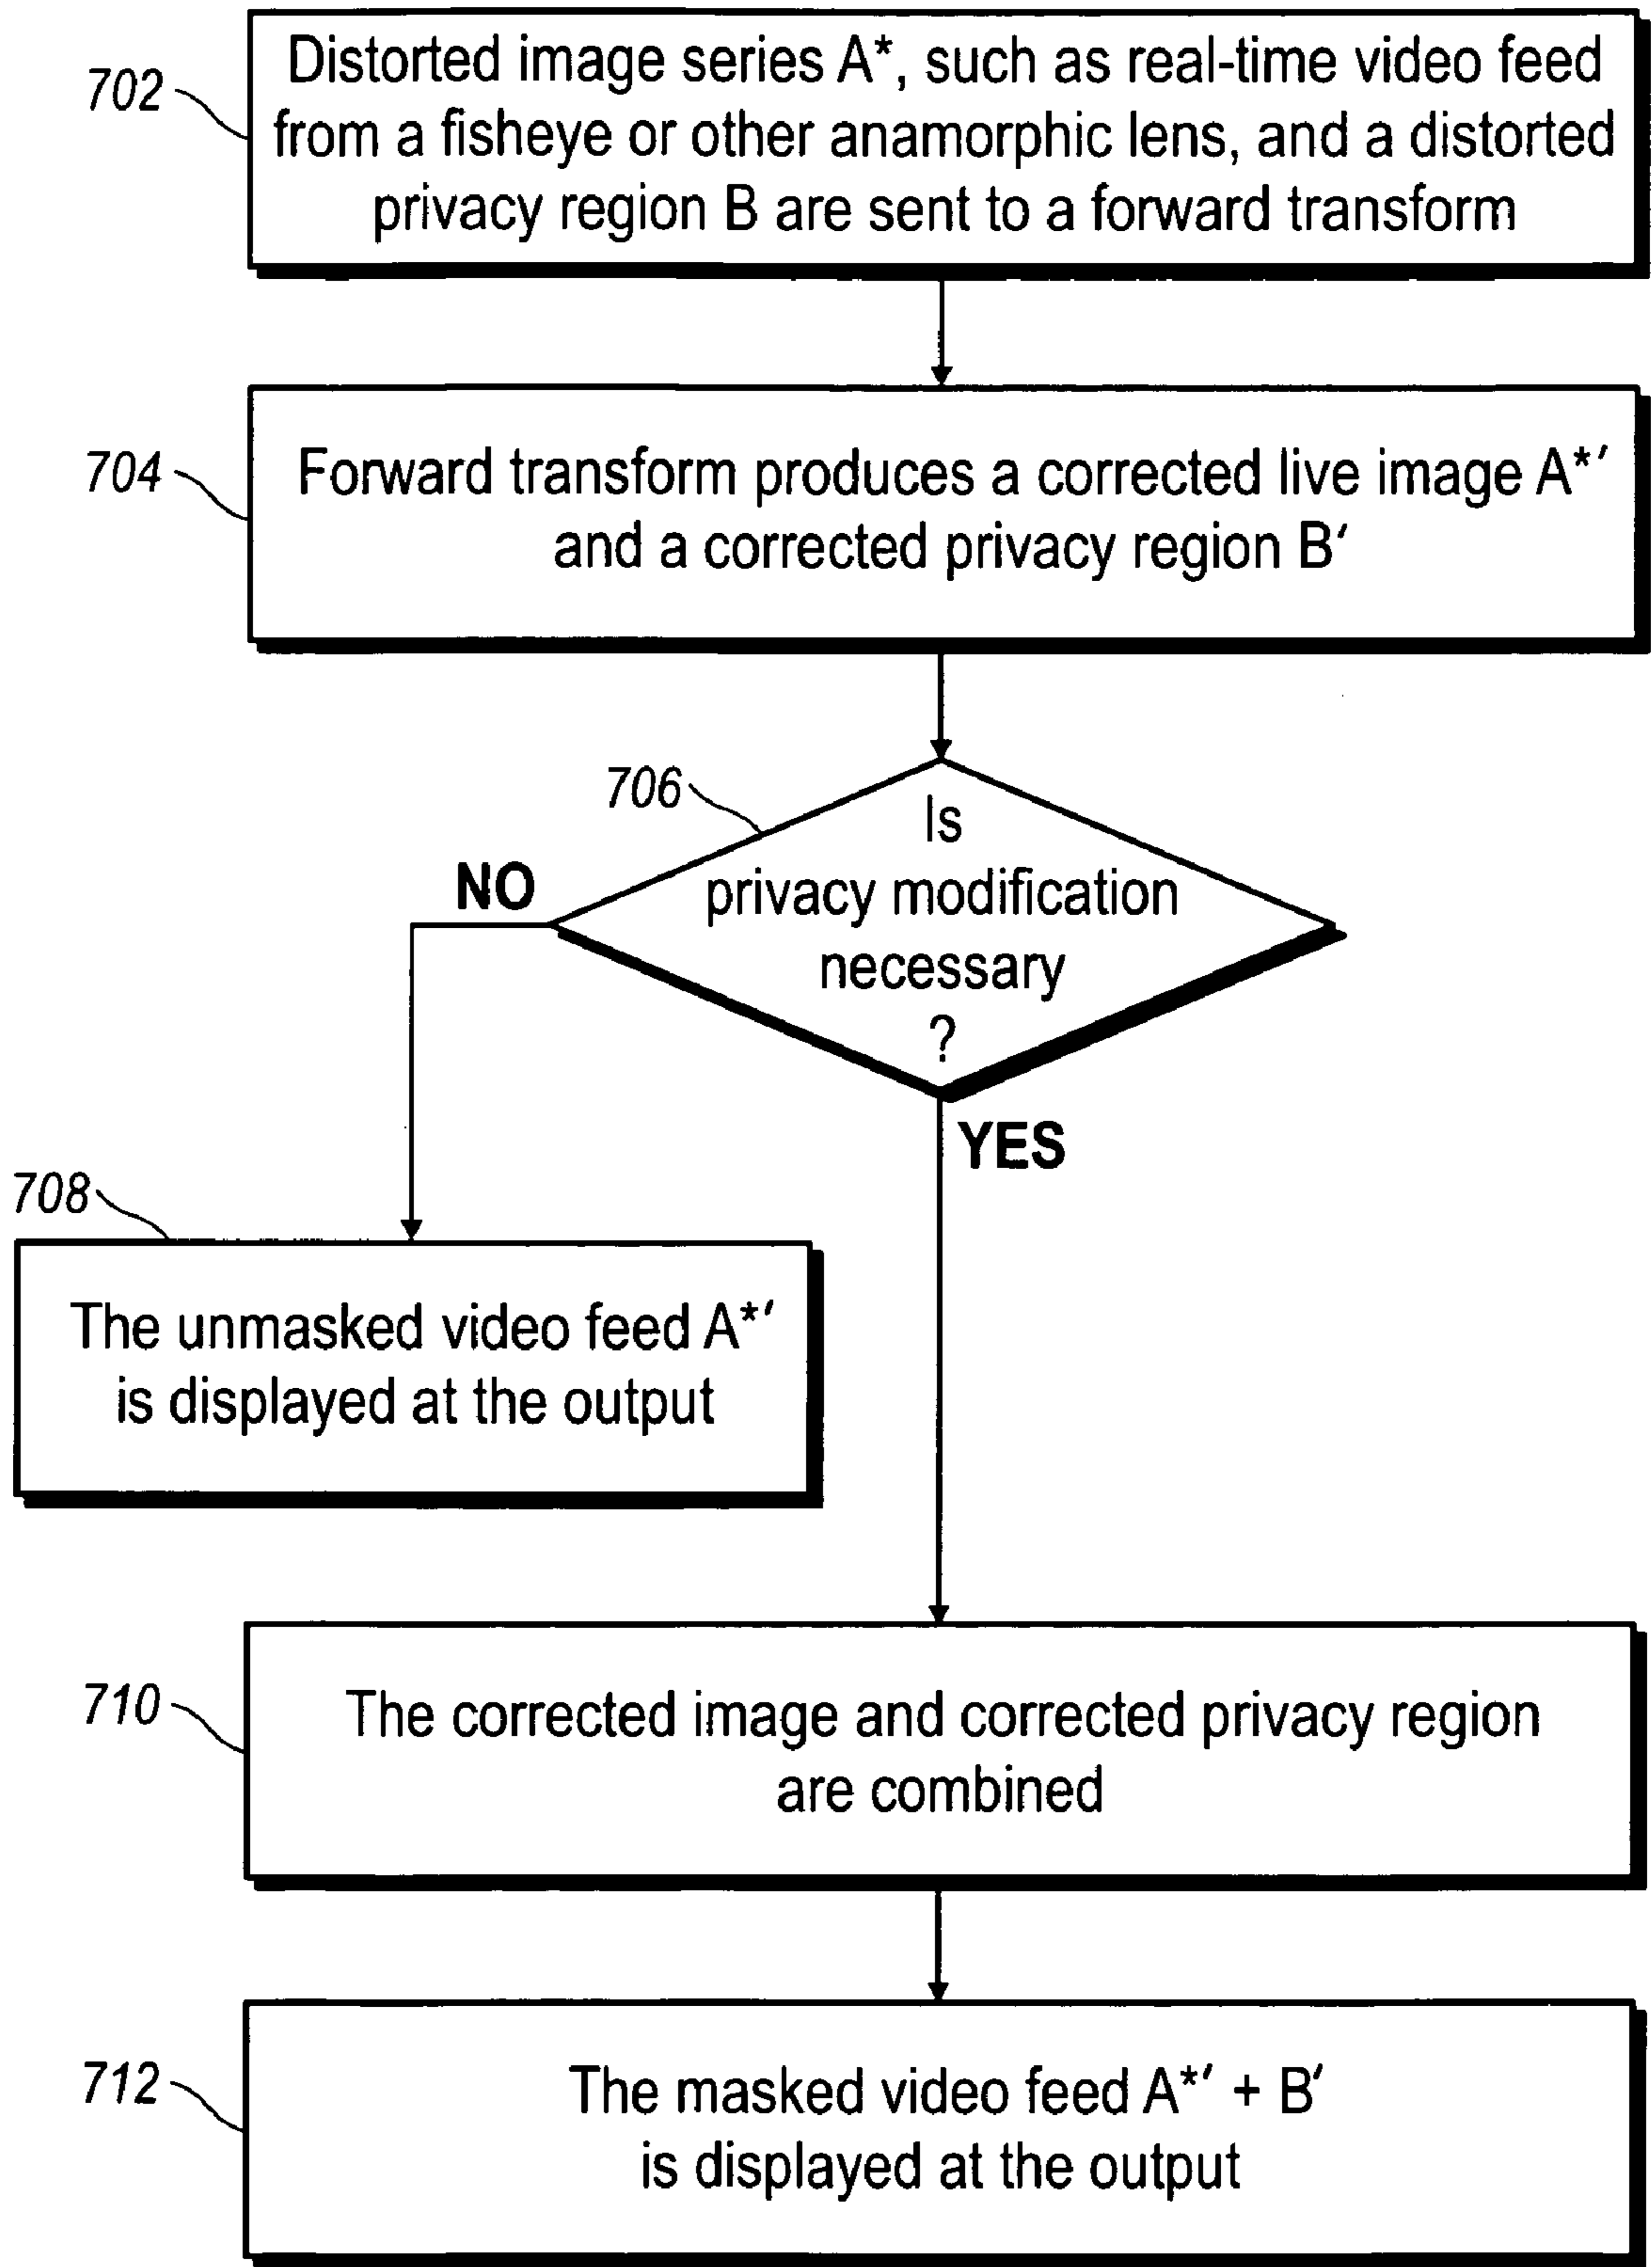 702
Distorted image series A*, such as real-time video feed
from a fisheye or other anamorphic lens, and a distorted
privacy region B are sent to a forward transform
704
Forward transform produces a corrected live image A*′
and a corrected privacy region B′
706
Is
privacy modification
necessary
?
NO
YES
708
The unmasked video feed A*′
is displayed at the output
710
The corrected image and corrected privacy region
are combined
712
The masked video feed A*′ + B′
is displayed at the output